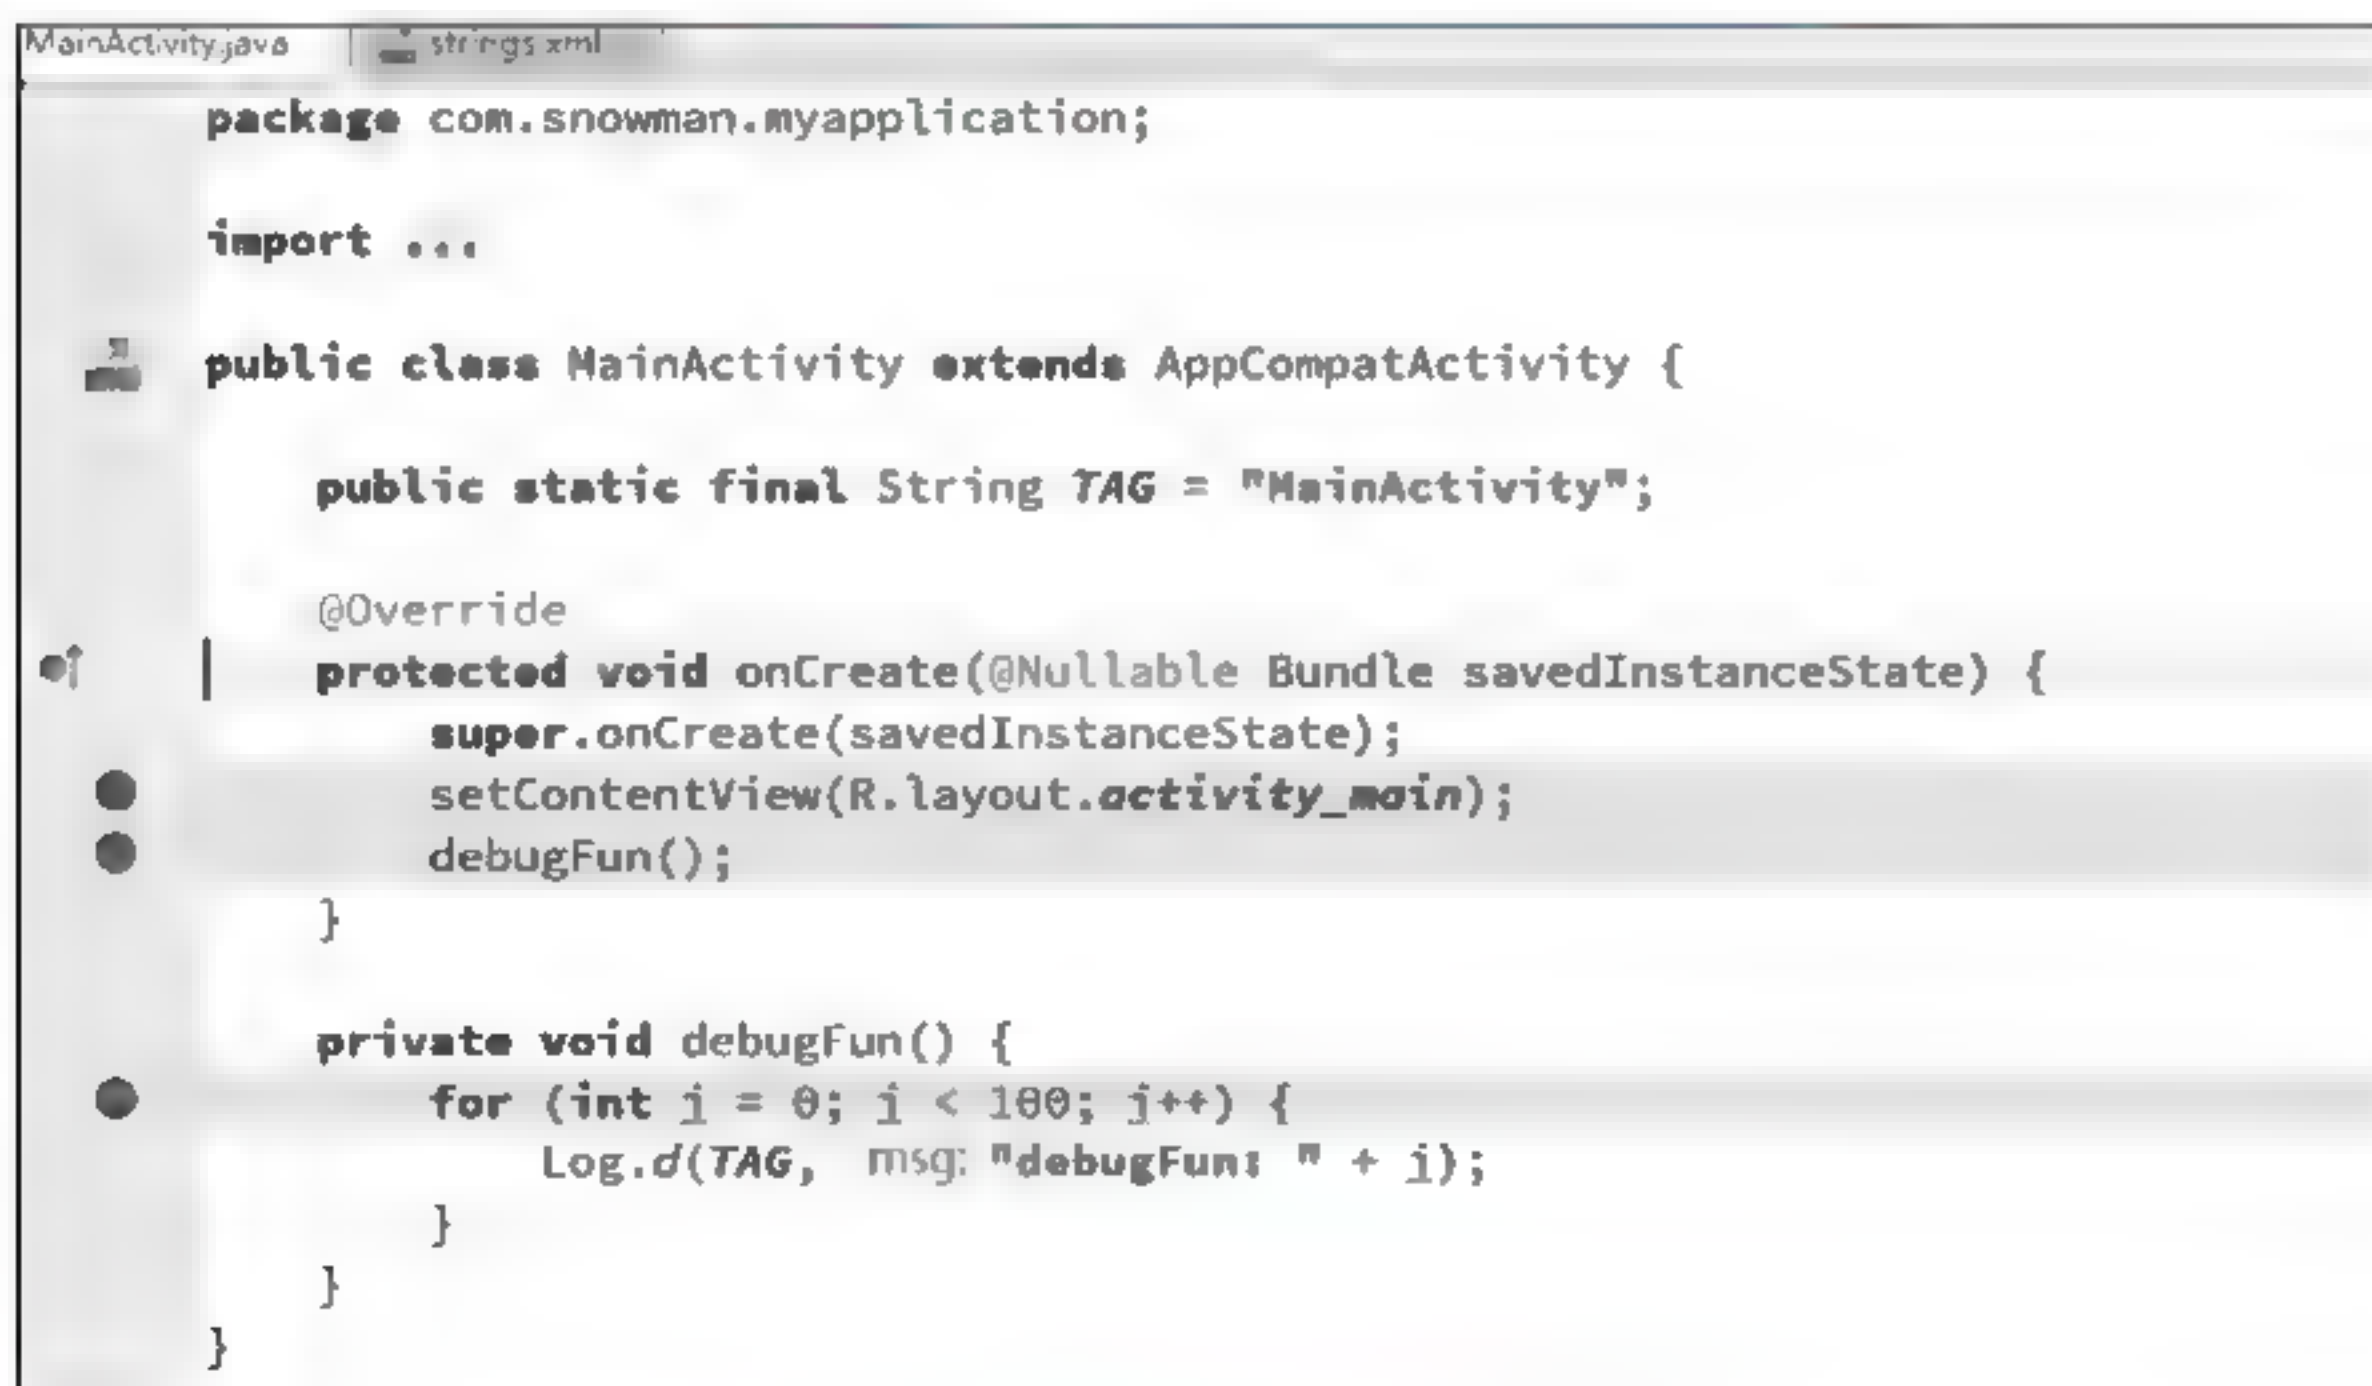 MainActivity.java strings.xml
package com.snowman.myapplication;
import ...
public class MainActivity extends AppCompatActivity {
public static final String TAG = "MainActivity";
@Override
protected void onCreate(@Nullable Bundle savedInstanceState) {
super.onCreate(savedInstanceState);
setContentView(R.layout.activity_main);
debugFun();
}
private void debugFun() {
for (int i = 0; i < 100; i++) {
Log.d(TAG, msg: "debugFun: " + i);
}
}
}